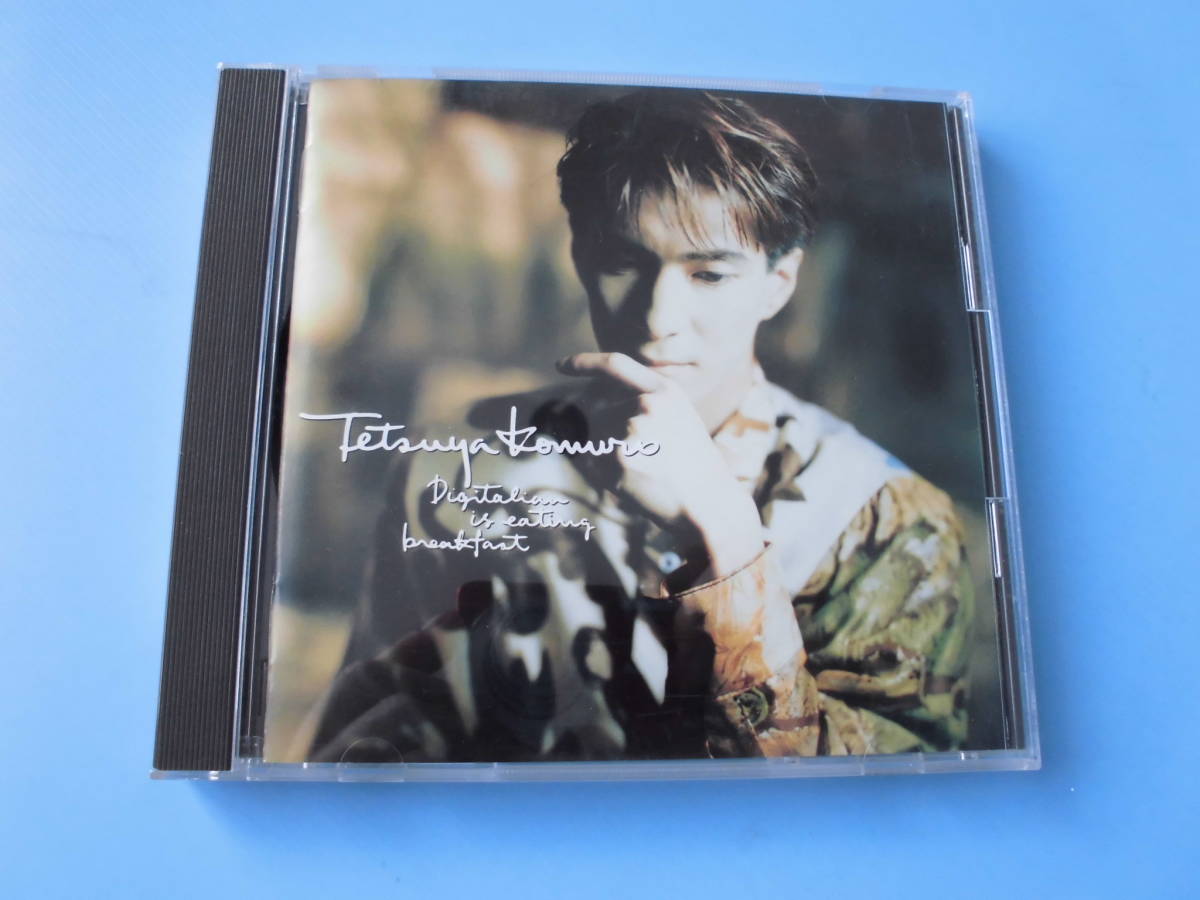 Tetsuya Komuro
Digitalian
is eating
breakfast